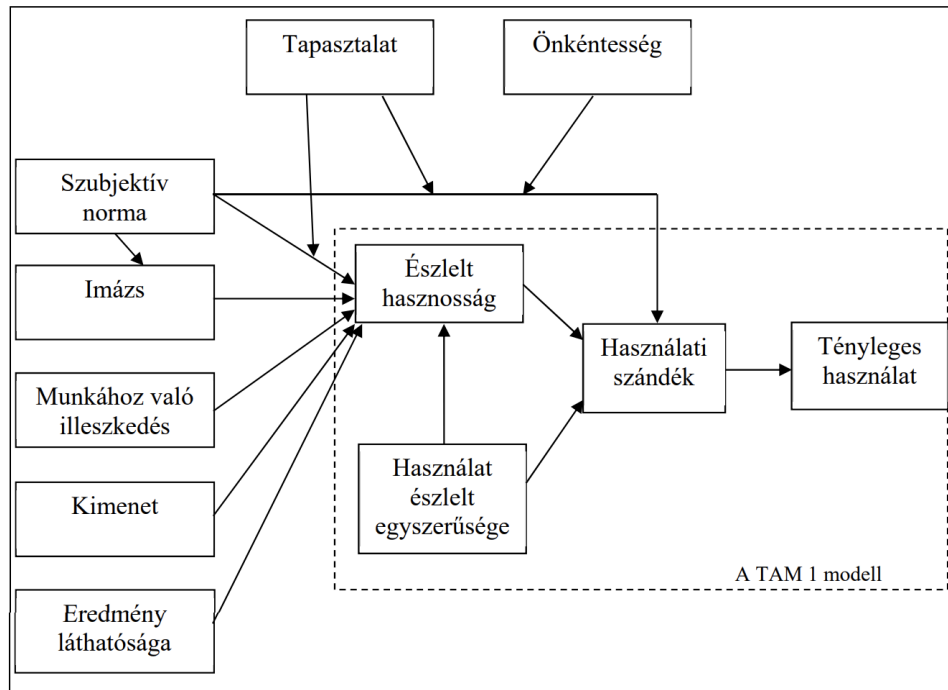 Tapasztalat
Önkéntesség
Szubjektív
norma
Imázs
Észlelt
hasznosság
Munkához való
illeszkedés
Használati
szándék
Tényleges
használat
Kimenet
Használat
észlelt
egyszerűsége
A TAM 1 modell
Eredmény
láthatósága